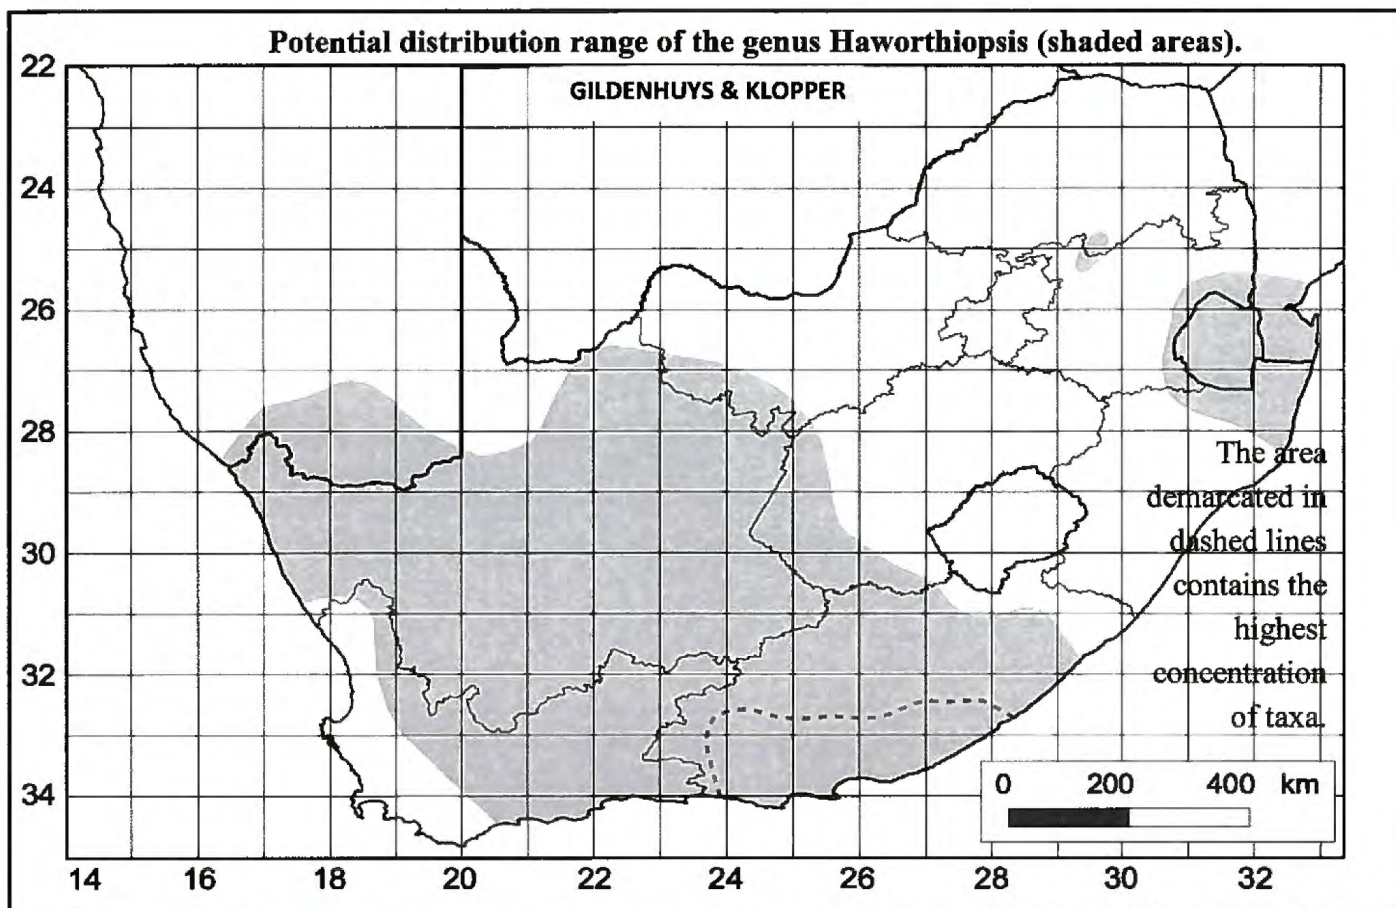 Potential distribution range of the genus Haworthiopsis (shaded areas).
GILDENHUYS & KLOPPER
22
24
26
28
30
32
34
The area
demarcated in
dashed lines
contains the
highest
concentration
of taxa.
0 200 400 km
14 16 18 20 22 24 26 28 30 32